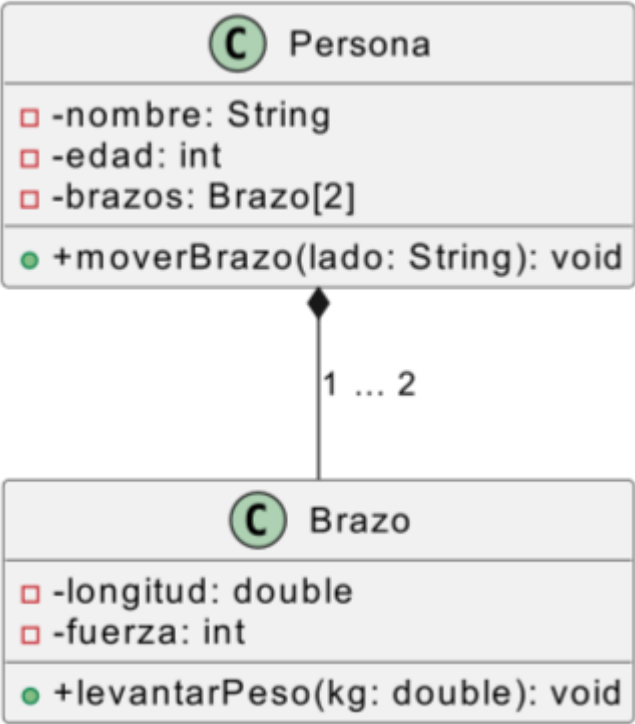 C Persona
-nombre: String
-edad: int
-brazos: Brazo[2]
+moverBrazo(lado: String): void
1 ... 2
C Brazo
-longitud: double
-fuerza: int
+levantarPeso(kg: double): void